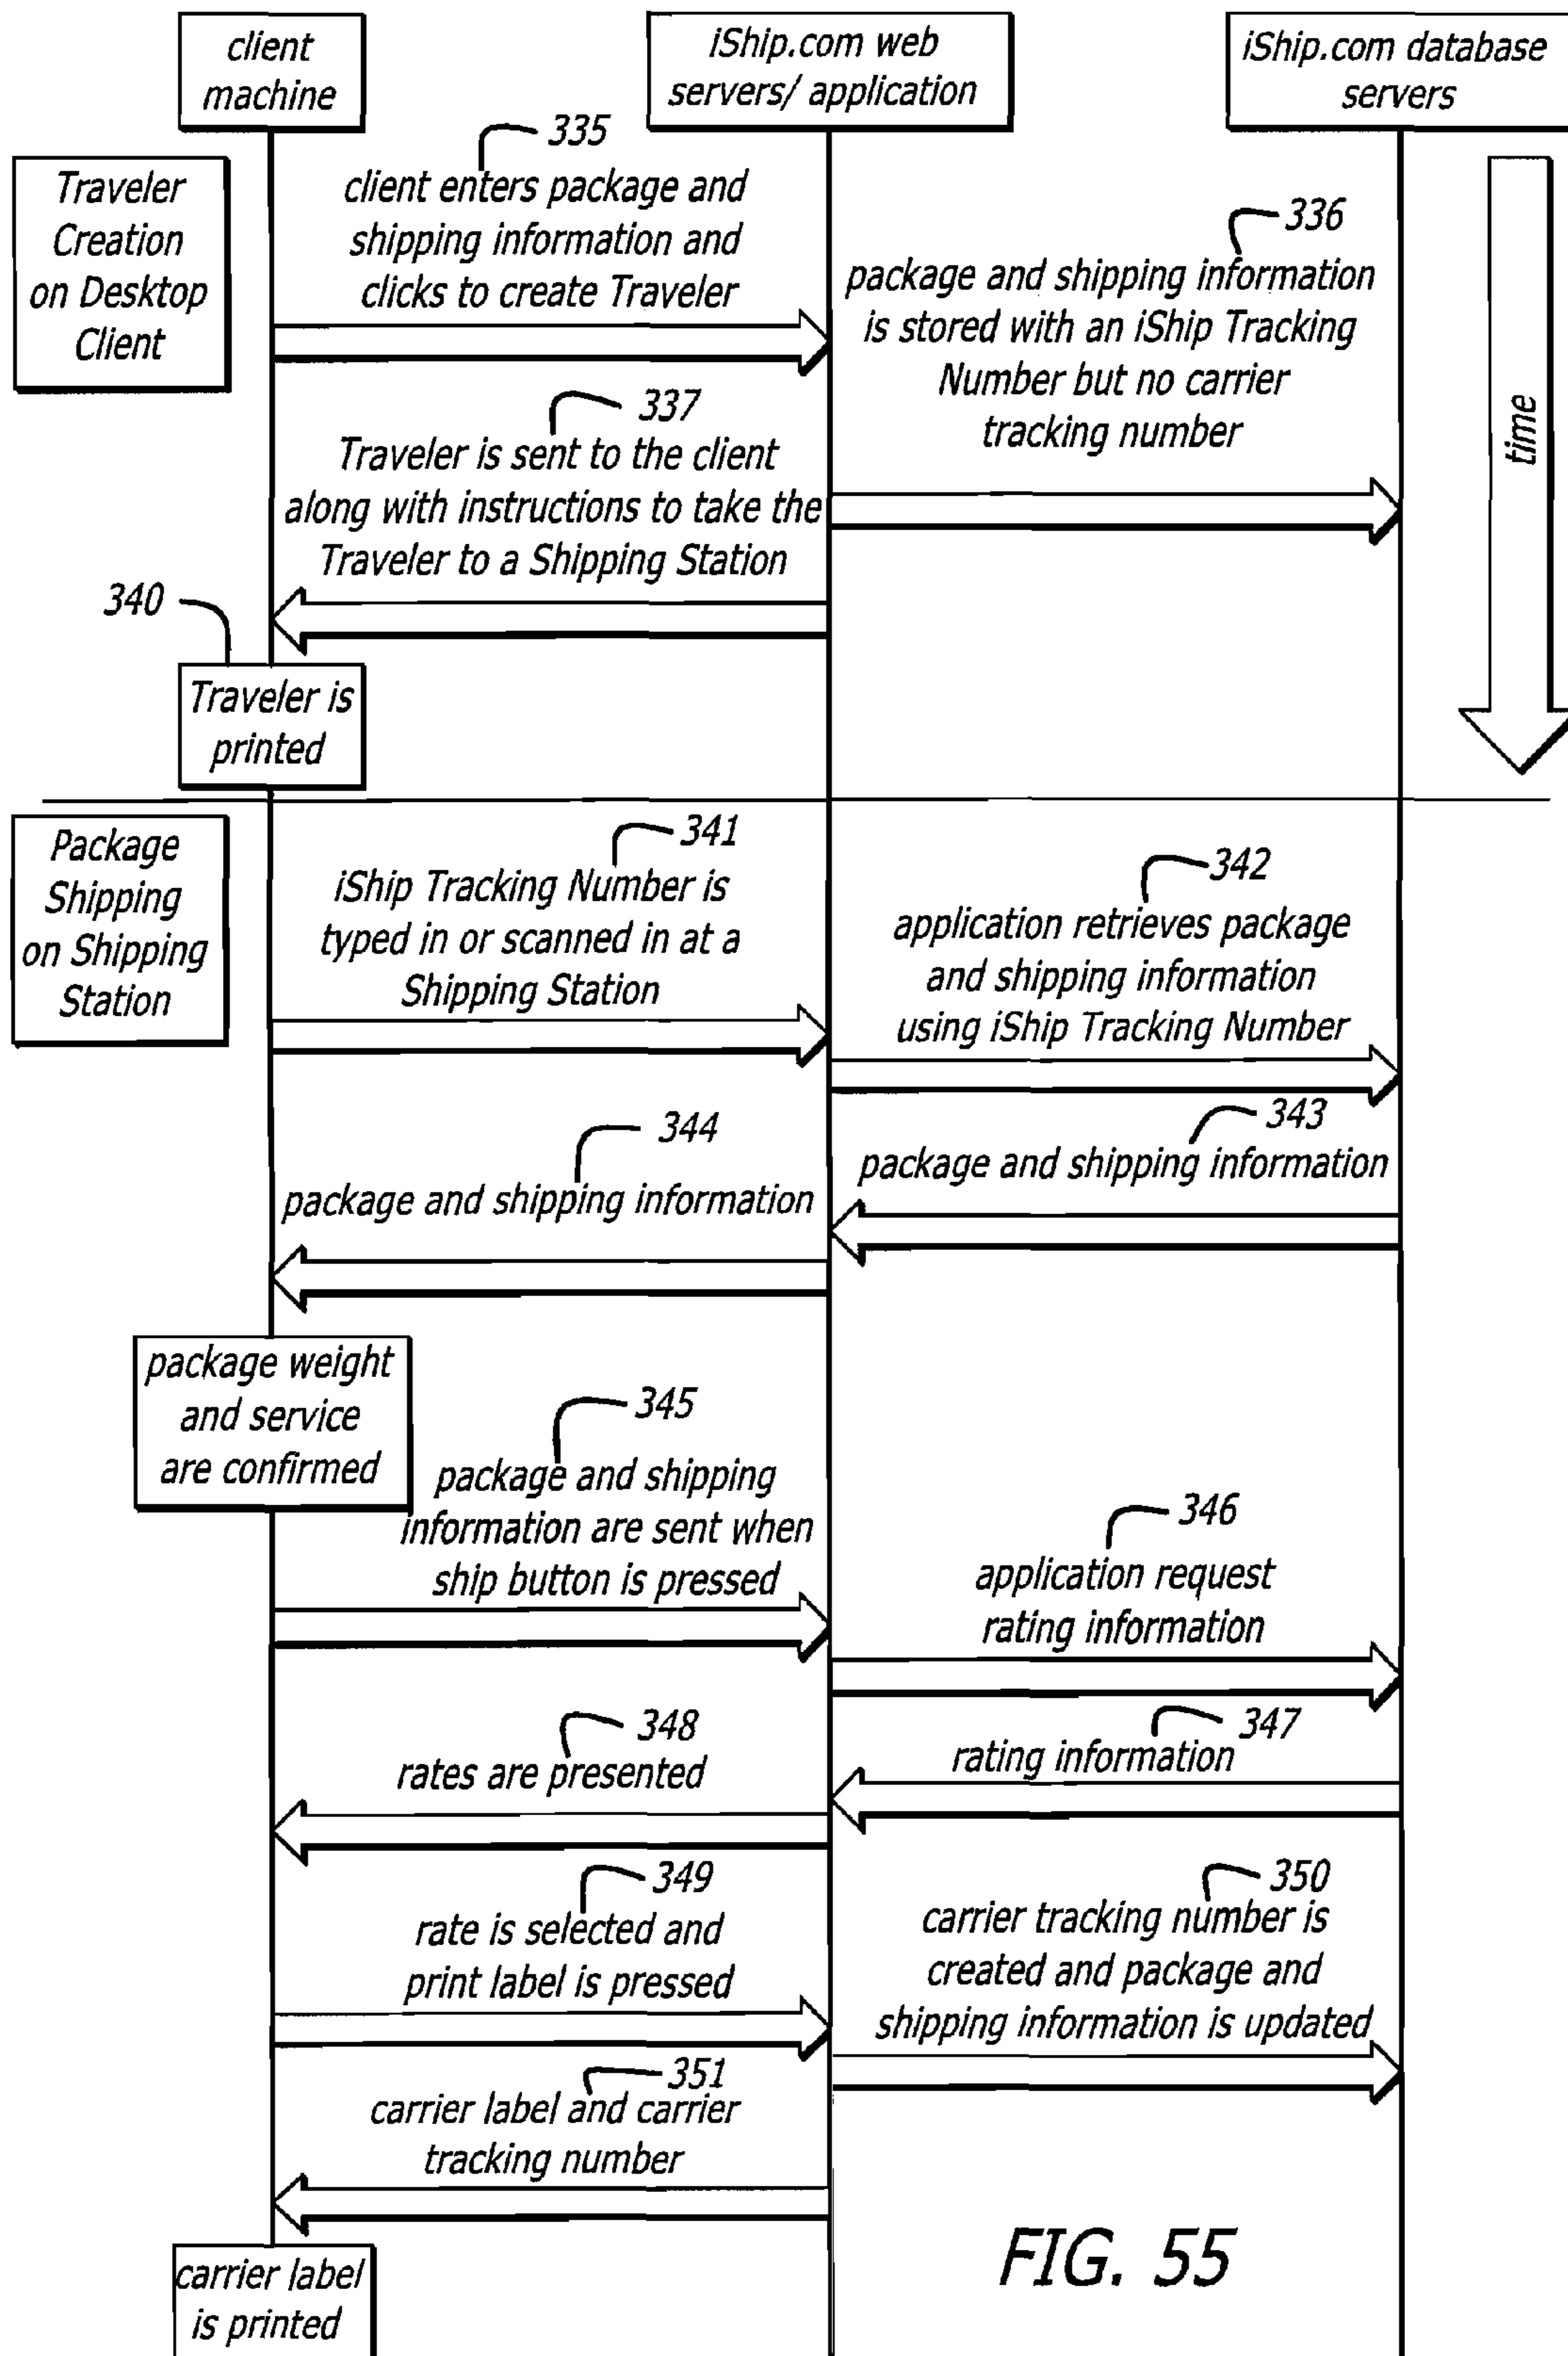 client
machine
iShip.com web
servers/ application
iShip.com database
servers
Traveler
Creation
on Desktop
Client
335
client enters package and
shipping information and
clicks to create Traveler
336
package and shipping information
is stored with an iShip Tracking
Number but no carrier
tracking number
time
337
Traveler is sent to the client
along with instructions to take the
Traveler to a Shipping Station
340
Traveler is
printed
Package
Shipping
on Shipping
Station
341
iShip Tracking Number is
typed in or scanned in at a
Shipping Station
342
application retrieves package
and shipping information
using iShip Tracking Number
343
package and shipping information
344
package and shipping information
package weight
and service
are confirmed
345
package and shipping
information are sent when
ship button is pressed
346
application request
rating information
347
rating information
348
rates are presented
349
rate is selected and
print label is pressed
350
carrier tracking number is
created and package and
shipping information is updated
351
carrier label and carrier
tracking number
carrier label
is printed
FIG. 55